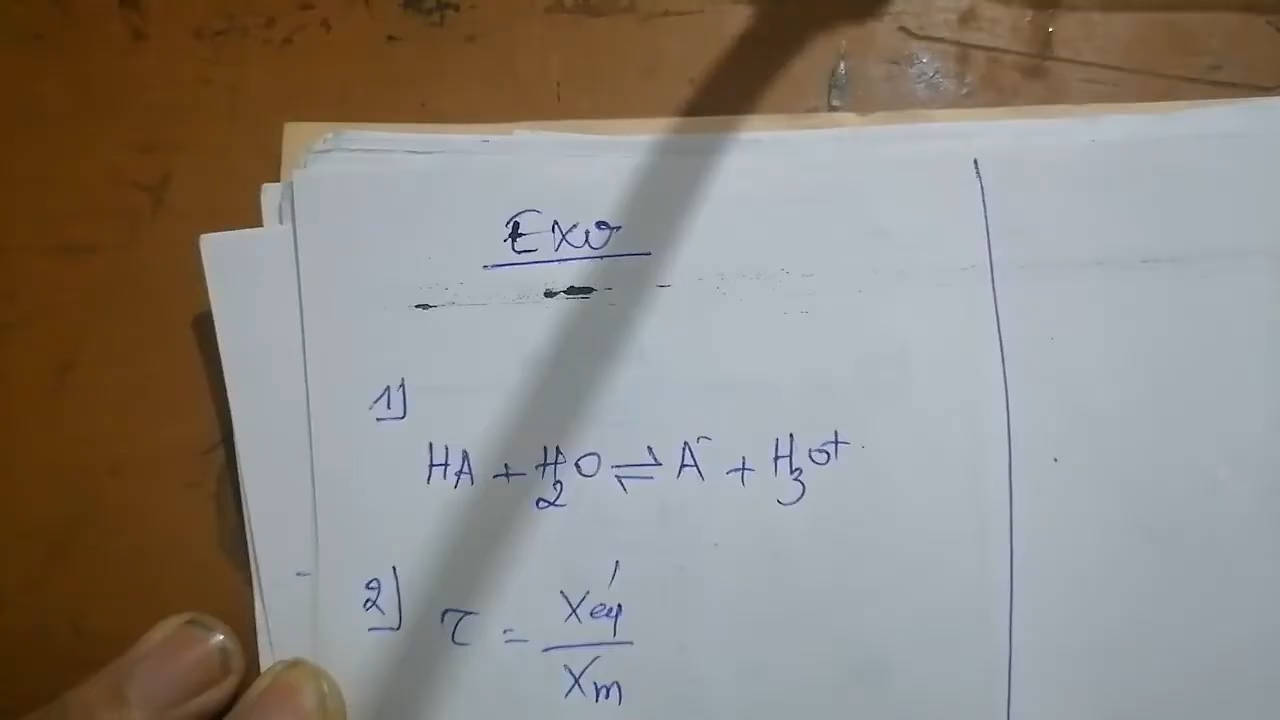 Exo
1)
HA + H₂O ⇌ A⁻ + H₃O⁺
2) τ = Xéq / Xm